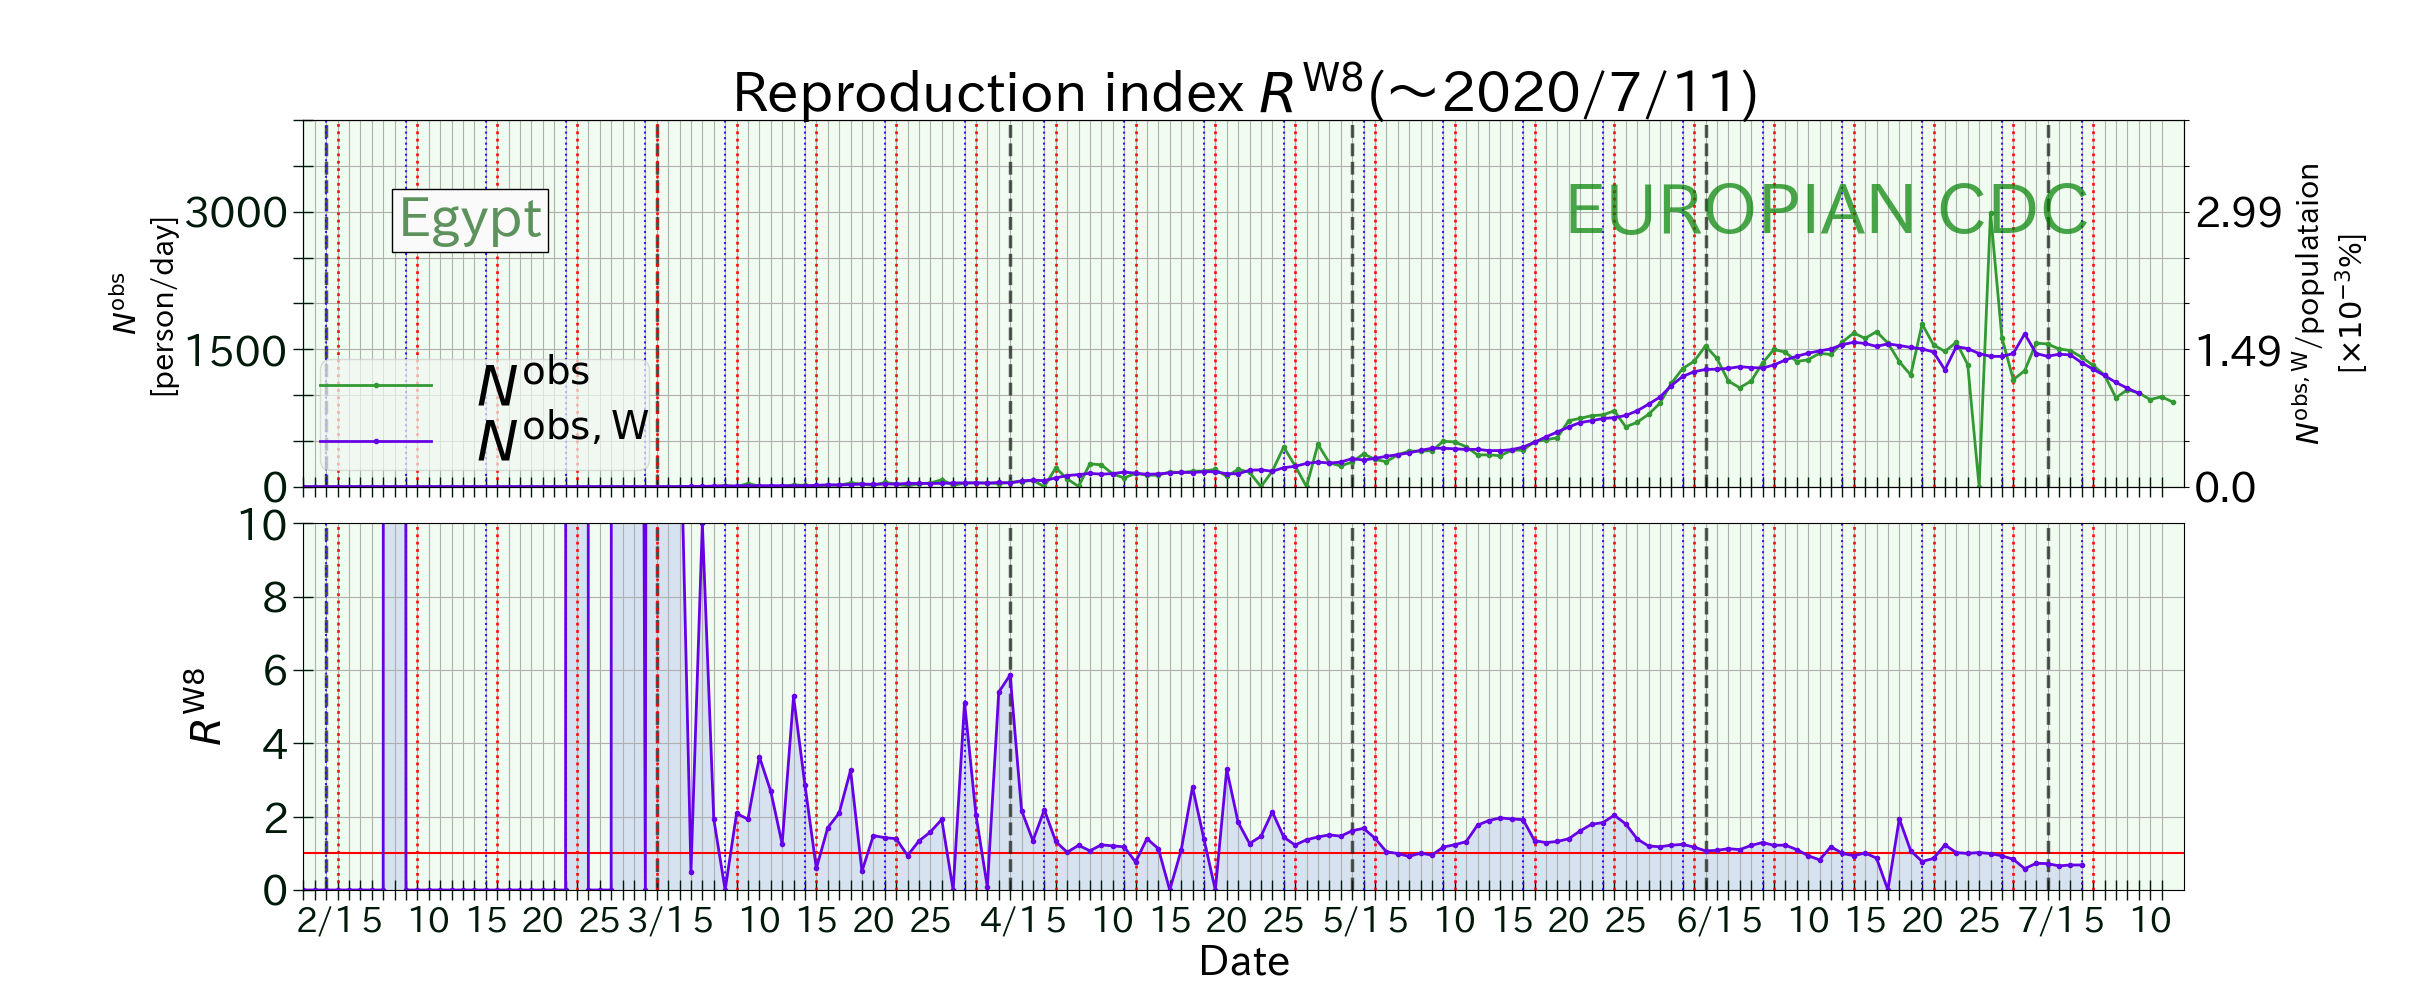 Reproduction index R^W8(～2020/7/11)
N^obs
[person/day]
3000
1500
0
Egypt
EUROPIAN CDC
N^obs
N^obs, W
2.99
1.49
0.0
N^obs, W/populataion
[×10^−3%]
R^W8
10
8
6
4
2
0
2/1 5 10 15 20 25 3/1 5 10 15 20 25 4/1 5 10 15 20 25 5/1 5 10 15 20 25 6/1 5 10 15 20 25 7/1 5 10
Date